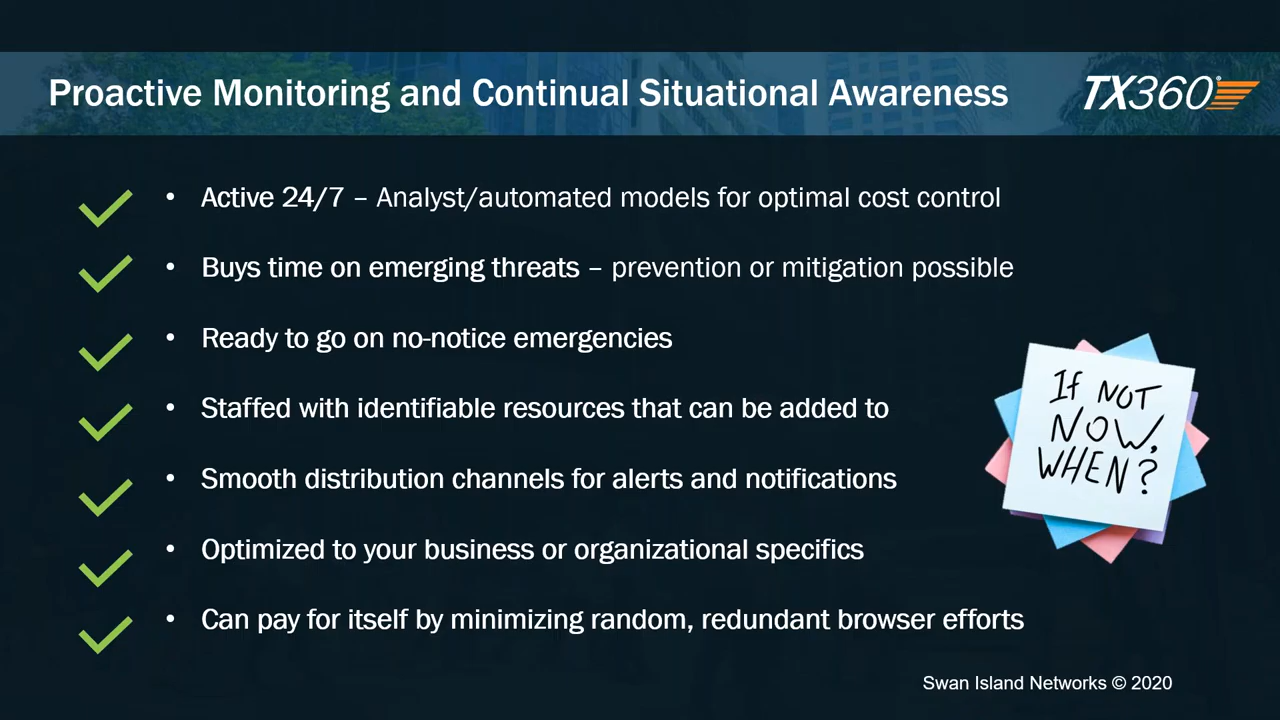 Proactive Monitoring and Continual Situational Awareness
TX360®
• Active 24/7 – Analyst/automated models for optimal cost control
• Buys time on emerging threats – prevention or mitigation possible
• Ready to go on no-notice emergencies
• Staffed with identifiable resources that can be added to
• Smooth distribution channels for alerts and notifications
• Optimized to your business or organizational specifics
• Can pay for itself by minimizing random, redundant browser efforts
If NOT
NOW,
WHEN?
Swan Island Networks © 2020